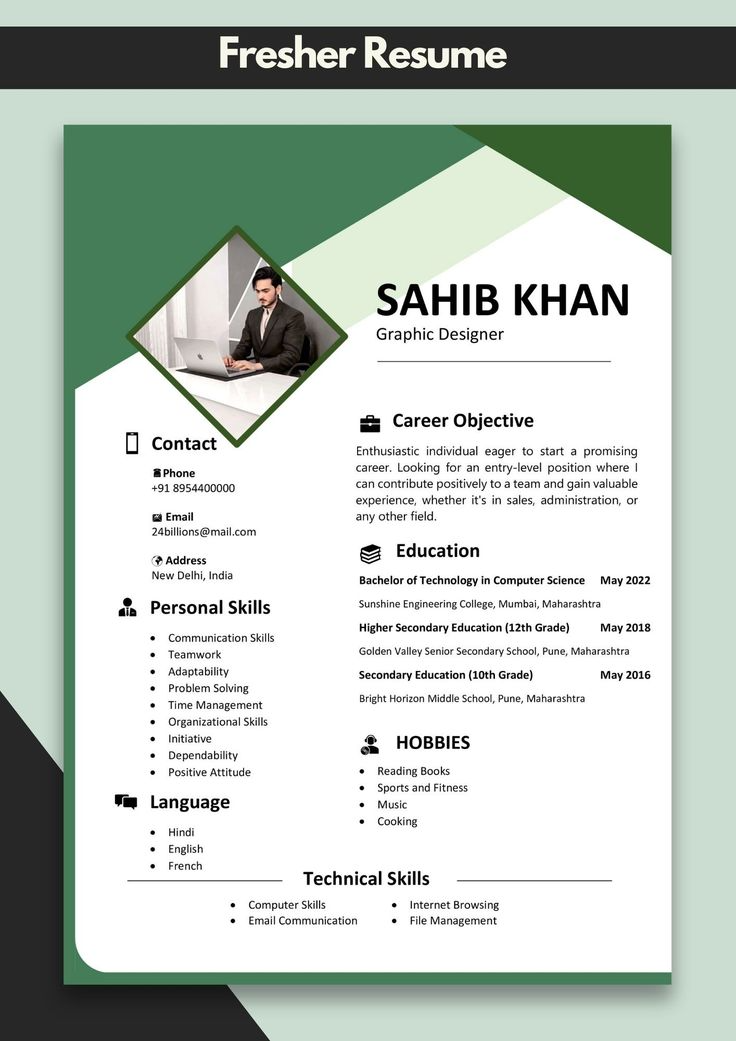 Fresher Resume
SAHIB KHAN
Graphic Designer
Contact
Phone
+91 8954400000
Email
24billions@mail.com
Address
New Delhi, India
Personal Skills
Communication Skills
Teamwork
Adaptability
Problem Solving
Time Management
Organizational Skills
Initiative
Dependability
Positive Attitude
Language
Hindi
English
French
Career Objective
Enthusiastic individual eager to start a promising
career. Looking for an entry-level position where I
can contribute positively to a team and gain valuable
experience, whether it's in sales, administration, or
any other field.
Education
Bachelor of Technology in Computer Science May 2022
Sunshine Engineering College, Mumbai, Maharashtra
Higher Secondary Education (12th Grade) May 2018
Golden Valley Senior Secondary School, Pune, Maharashtra
Secondary Education (10th Grade) May 2016
Bright Horizon Middle School, Pune, Maharashtra
HOBBIES
Reading Books
Sports and Fitness
Music
Cooking
Technical Skills
Computer Skills
Email Communication
Internet Browsing
File Management